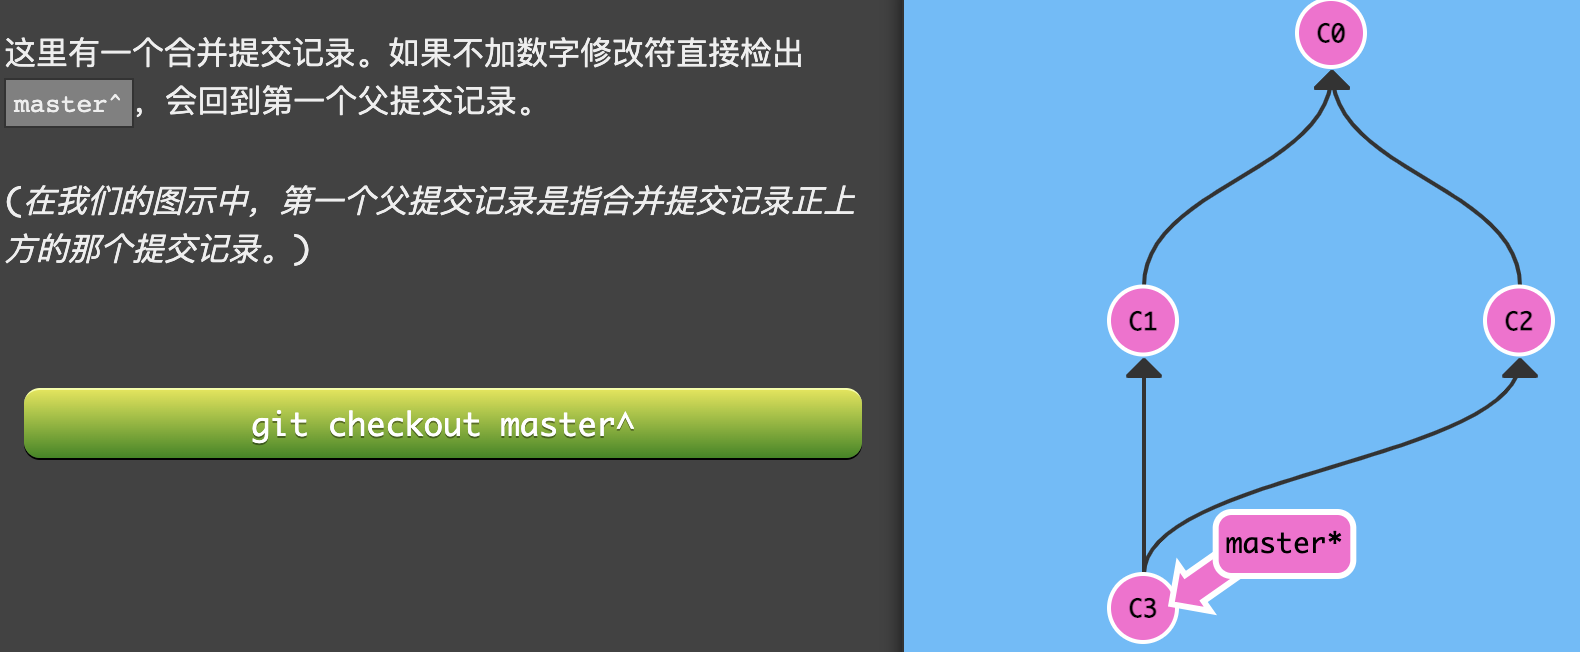 这里有一个合并提交记录。如果不加数字修改符直接检出
master^，会回到第一个父提交记录。
(在我们的图示中，第一个父提交记录是指合并提交记录正上
方的那个提交记录。)
git checkout master^
C0
C1
C2
master*
C3